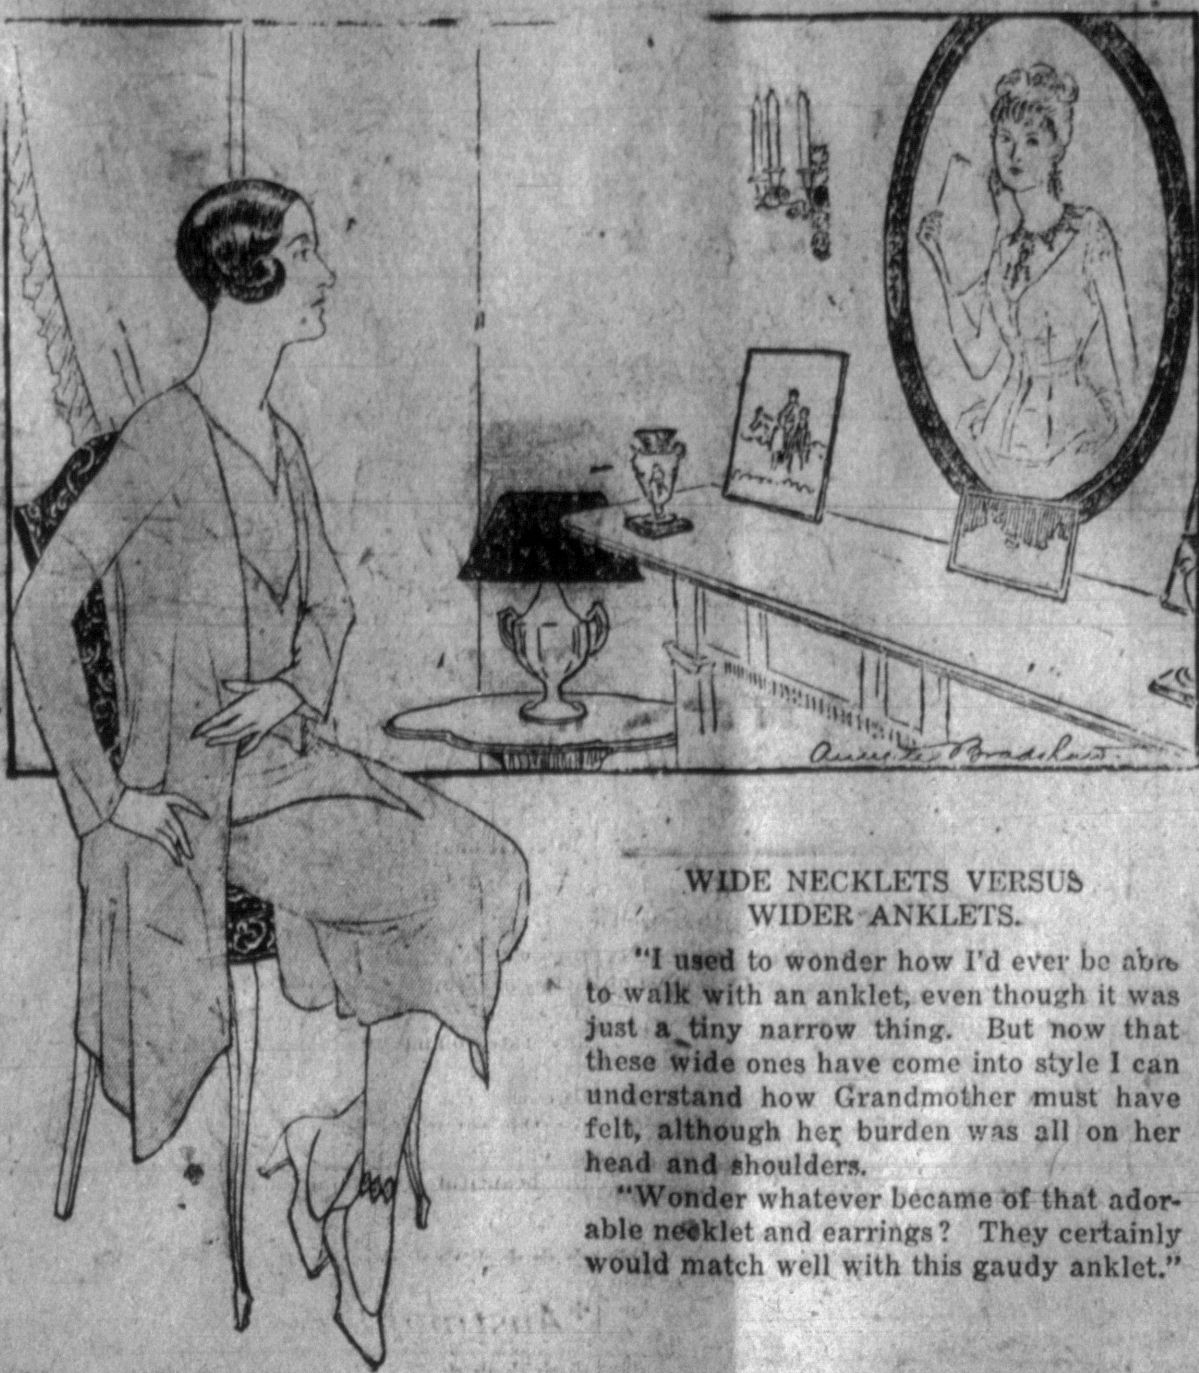 Annette Bradshaw.
WIDE NECKLETS VERSUS
WIDER ANKLETS.
"I used to wonder how I'd ever be able
to walk with an anklet, even though it was
just a tiny narrow thing. But now that
these wide ones have come into style I can
understand how Grandmother must have
felt, although her burden was all on her
head and shoulders.
"Wonder whatever became of that ador-
able necklet and earrings? They certainly
would match well with this gaudy anklet."